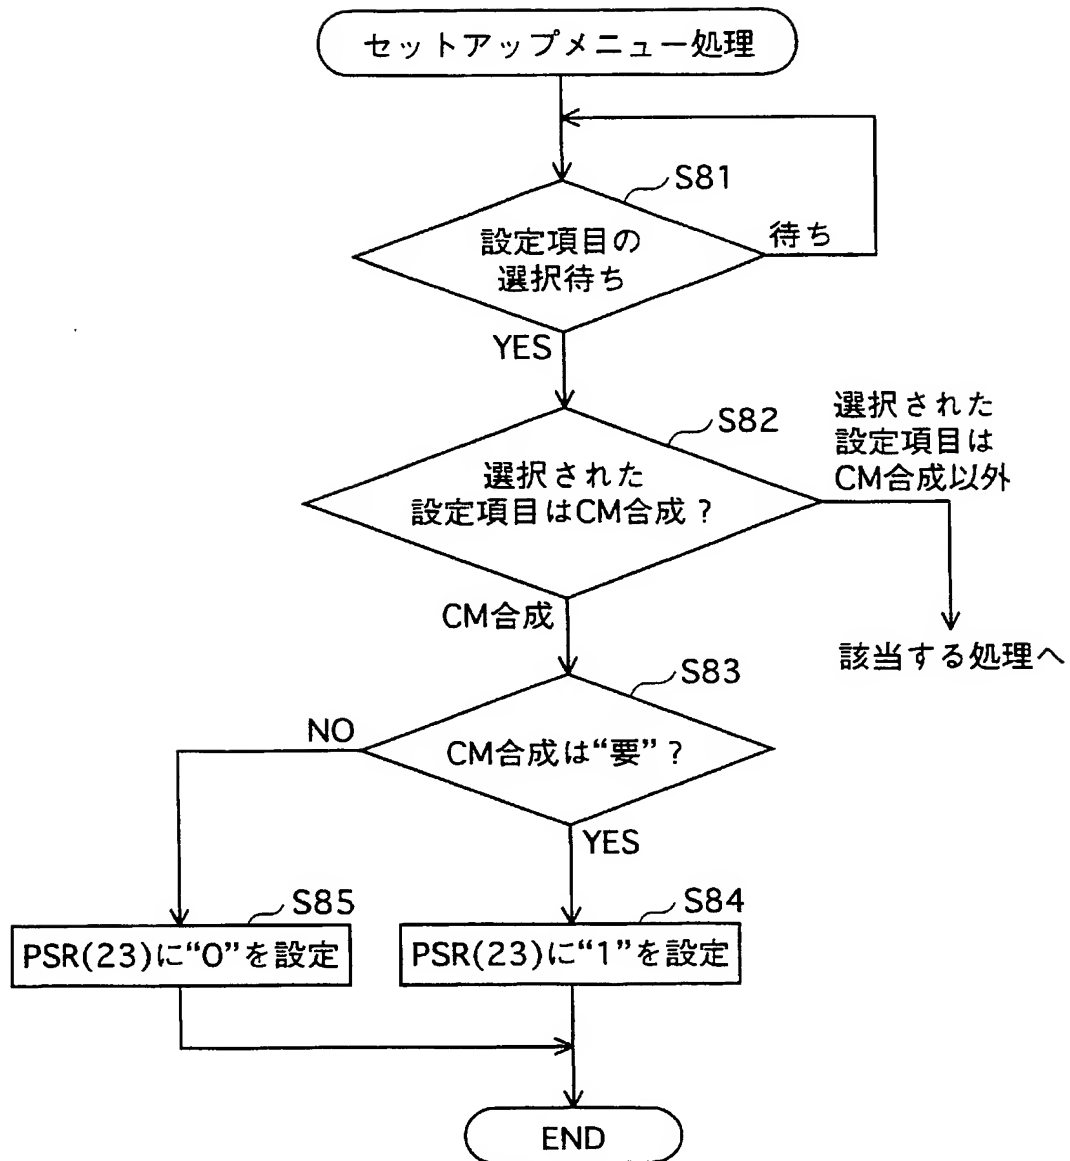 セットアップメニュー処理
S81
設定項目の
選択待ち
待ち
YES
S82
選択された
設定項目は
CM合成以外
選択された
設定項目はCM合成?
CM合成
該当する処理へ
S83
NO
CM合成は“要”?
YES
S85
S84
PSR(23)に“0”を設定
PSR(23)に“1”を設定
END